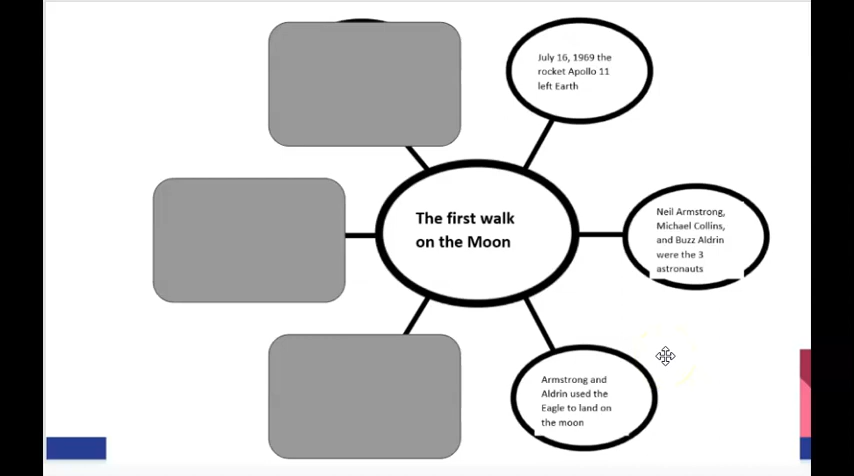 July 16, 1969 the
rocket Apollo 11
left Earth
The first walk
on the Moon
Neil Armstrong,
Michael Collins,
and Buzz Aldrin
were the 3
astronauts
Armstrong and
Aldrin used the
Eagle to land on
the moon